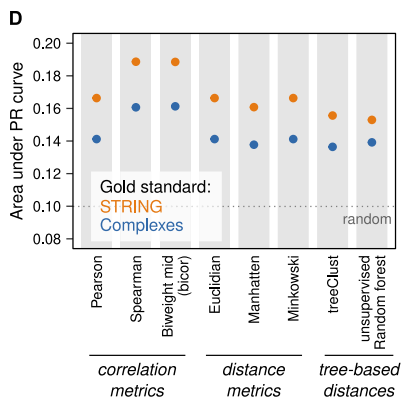 D
Area under PR curve
0.20
0.18
0.16
0.14
0.10
0.08
Gold standard:
STRING
Complexes
random
Pearson
Spearman
Biweight mid
(bicor)
Euclidian
Manhatten
Minkowski
treeClust
unsupervised
Random forest
correlation
metrics
distance
metrics
tree-based
distances